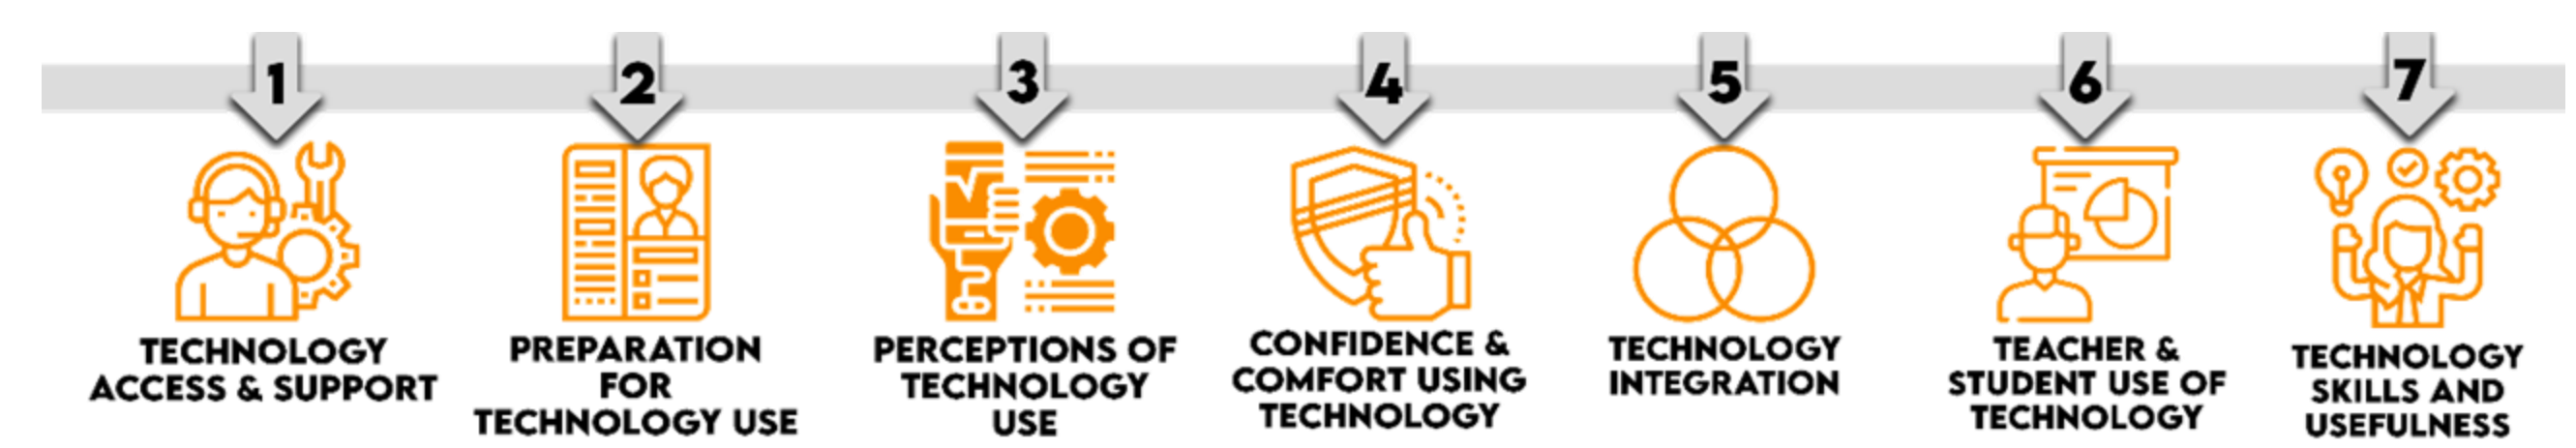 1
TECHNOLOGY
ACCESS & SUPPORT
2
PREPARATION
FOR
TECHNOLOGY USE
3
PERCEPTIONS OF
TECHNOLOGY
USE
4
CONFIDENCE &
COMFORT USING
TECHNOLOGY
5
TECHNOLOGY
INTEGRATION
6
TEACHER &
STUDENT USE OF
TECHNOLOGY
7
TECHNOLOGY
SKILLS AND
USEFULNESS